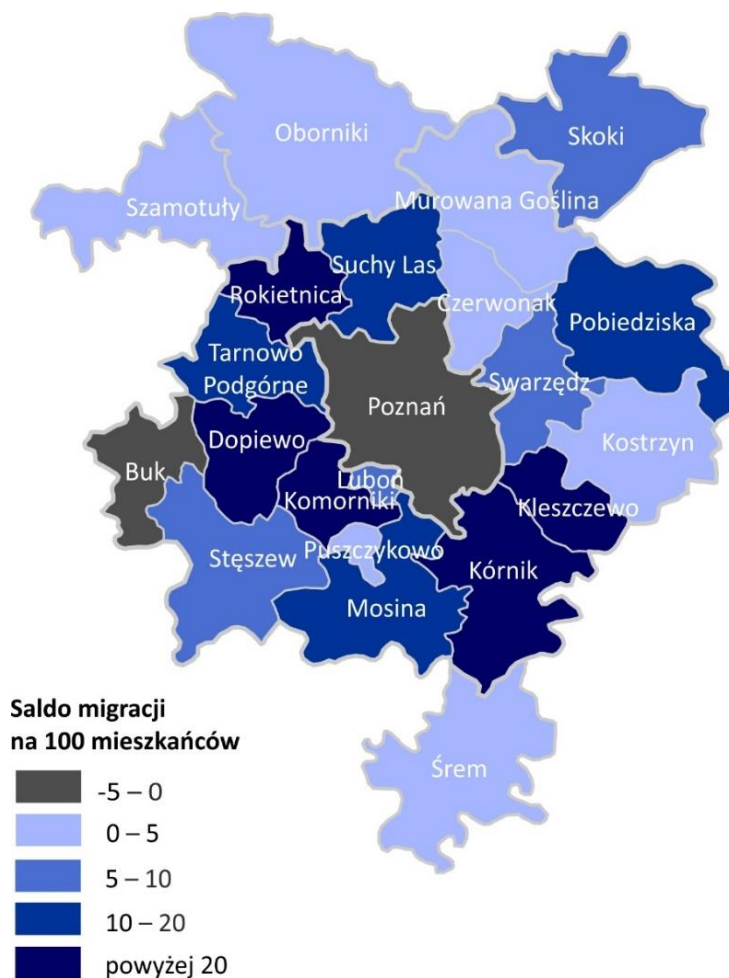 Oborniki
Skoki
Szamotuły
Murowana Goślina
Suchy Las
Rokietnica
Czerwonak
Pobiedziska
Tarnowo
Podgórne
Swarzędz
Poznań
Dopiewo
Kostrzyn
Buk
Luboń
Komorniki
Kleszczewo
Puszczykowo
Stęszew
Kórnik
Mosina
Śrem
Saldo migracji
na 100 mieszkańców
-5 – 0
0 – 5
5 – 10
10 – 20
powyżej 20